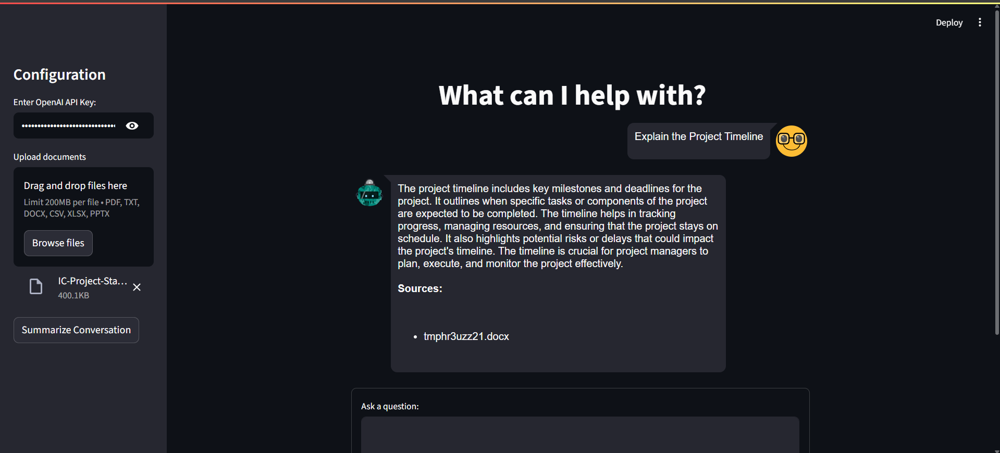 Deploy
Configuration
Enter OpenAI API Key:
Upload documents
Drag and drop files here
Limit 200MB per file • PDF, TXT,
DOCX, CSV, XLSX, PPTX
Browse files
IC-Project-Sta...
400.1KB
Summarize Conversation
What can I help with?
Explain the Project Timeline
The project timeline includes key milestones and deadlines for the
project. It outlines when specific tasks or components of the project
are expected to be completed. The timeline helps in tracking
progress, managing resources, and ensuring that the project stays on
schedule. It also highlights potential risks or delays that could impact
the project's timeline. The timeline is crucial for project managers to
plan, execute, and monitor the project effectively.
Sources:
• tmphr3uzz21.docx
Ask a question: